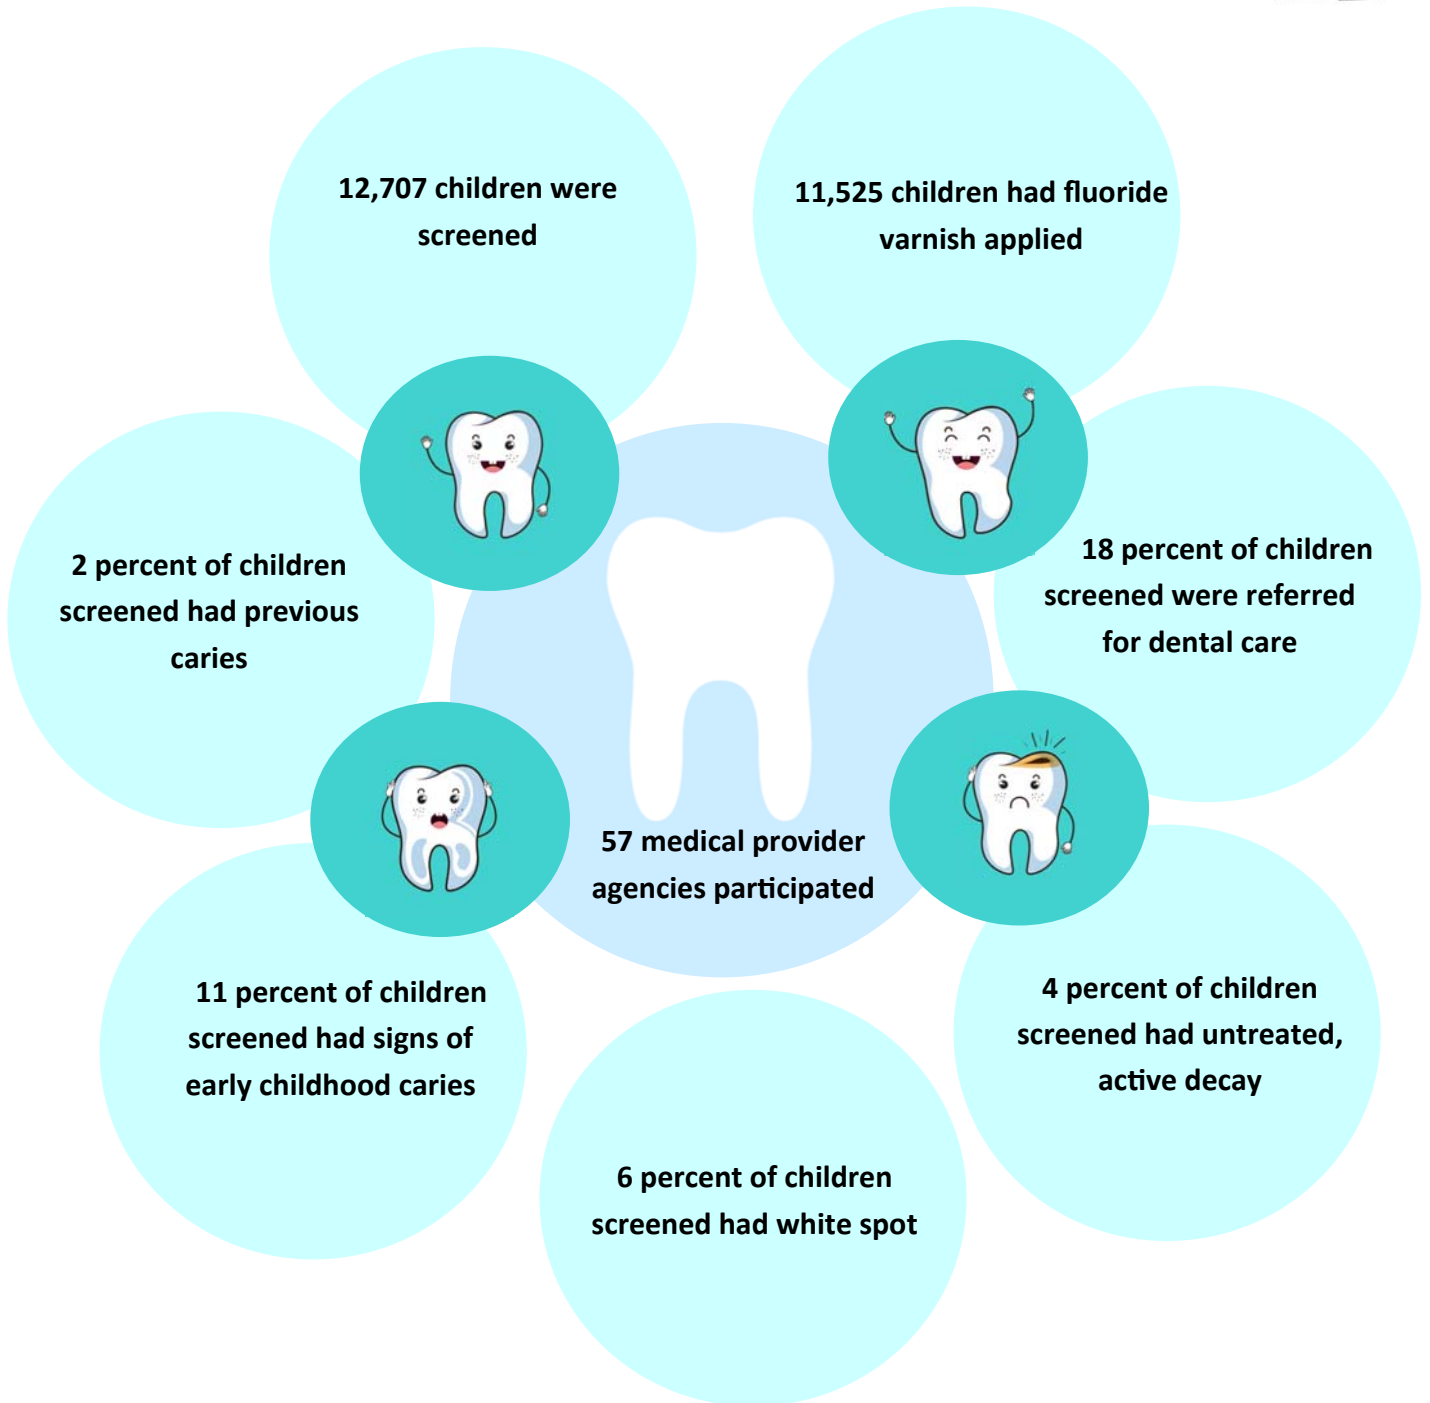 12,707 children were
screened
11,525 children had fluoride
varnish applied
2 percent of children
screened had previous
caries
18 percent of children
screened were referred
for dental care
57 medical provider
agencies participated
11 percent of children
screened had signs of
early childhood caries
4 percent of children
screened had untreated,
active decay
6 percent of children
screened had white spot